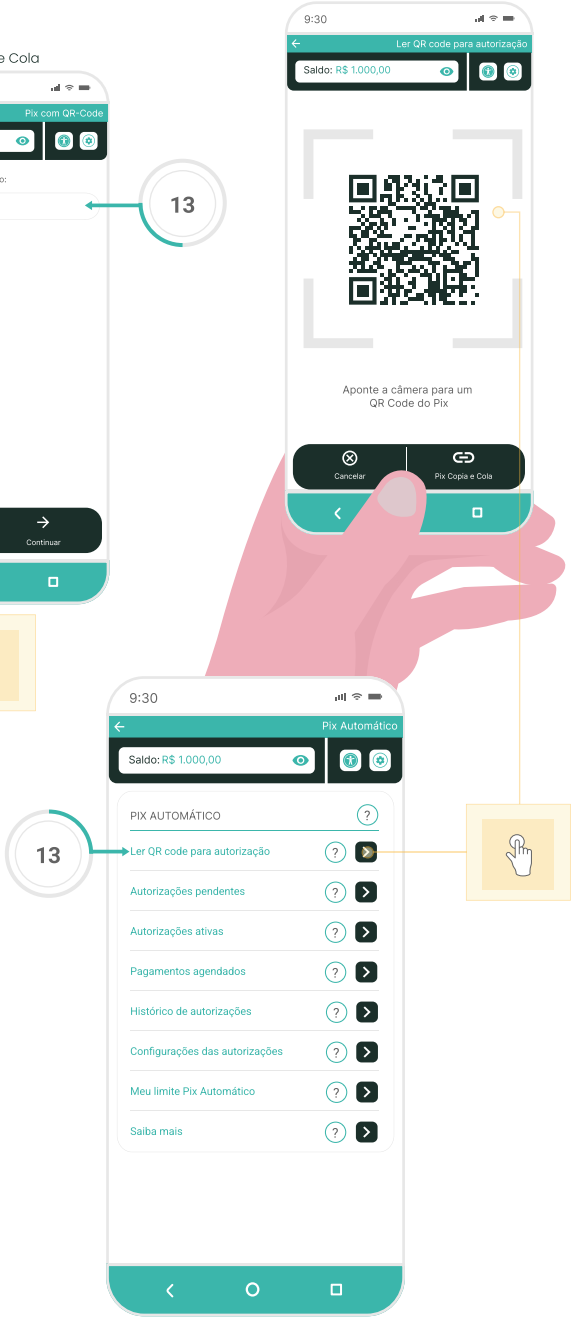 e Cola
Pix com QR-Code
o:
13
Continuar
9:30
Ler QR code para autorização
Saldo: R$ 1.000,00
Aponte a câmera para um
QR Code do Pix
Cancelar
Pix Copia e Cola
9:30
Pix Automático
Saldo: R$ 1.000,00
PIX AUTOMÁTICO ?
13
Ler QR code para autorização ?
Autorizações pendentes ?
Autorizações ativas ?
Pagamentos agendados ?
Histórico de autorizações ?
Configurações das autorizações ?
Meu limite Pix Automático ?
Saiba mais ?